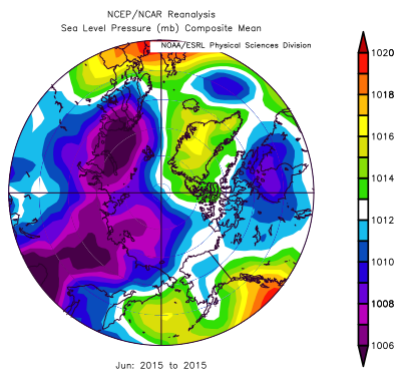 NCEP/NCAR Reanalysis
Sea Level Pressure (mb) Composite Mean
NOAA/ESRL Physical Sciences Division
1020
1018
1016
1014
1012
1010
1008
1006
Jun: 2015 to 2015